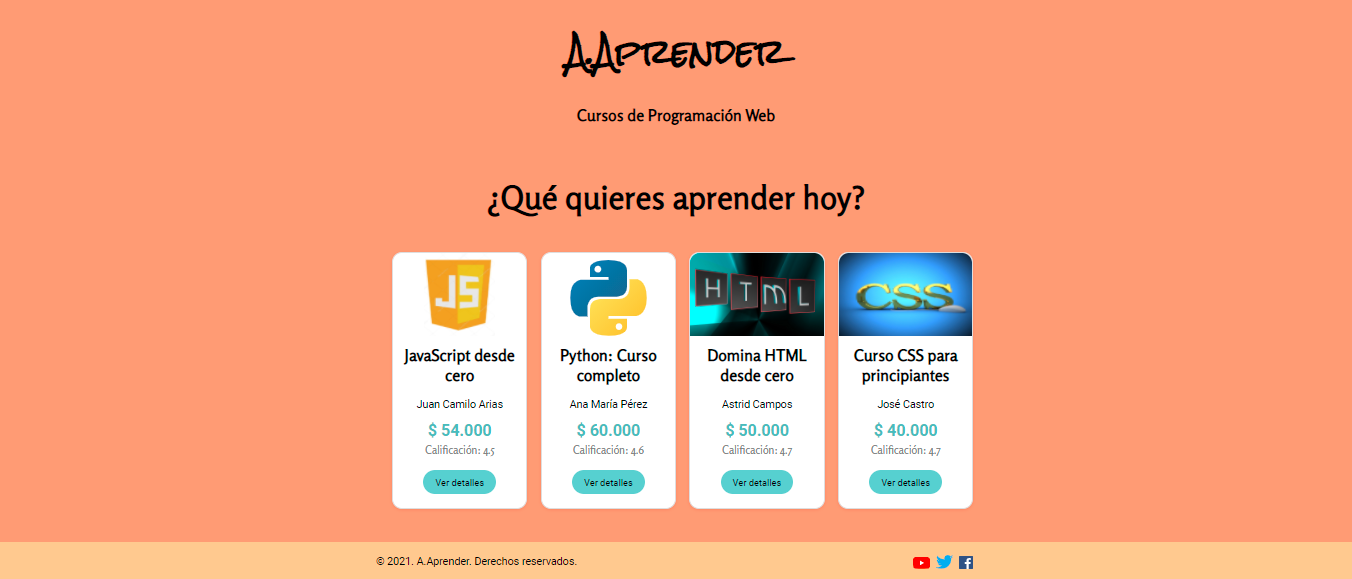 A.Aprender
Cursos de Programación Web
¿Qué quieres aprender hoy?
JS
JavaScript desde
cero
Juan Camilo Arias
$ 54.000
Calificación: 4.5
Ver detalles
Python: Curso
completo
Ana María Pérez
$ 60.000
Calificación: 4.6
Ver detalles
HTML
Domina HTML
desde cero
Astrid Campos
$ 50.000
Calificación: 4.7
Ver detalles
CSS
Curso CSS para
principiantes
José Castro
$ 40.000
Calificación: 4.7
Ver detalles
© 2021. A.Aprender. Derechos reservados.